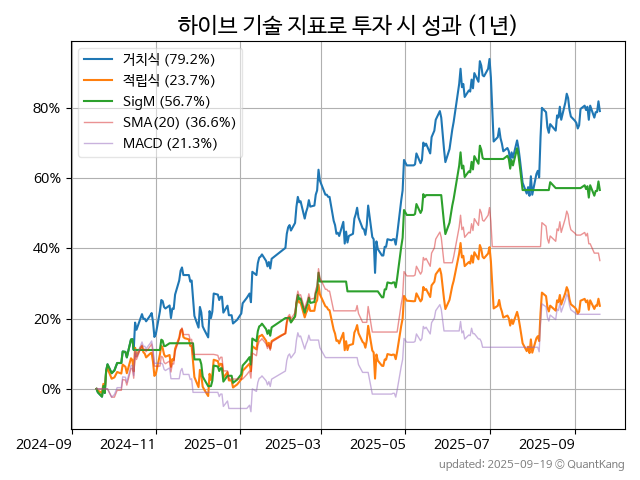 하이브 기술 지표로 투자 시 성과 (1년)
거치식 (79.2%)
적립식 (23.7%)
SigM (56.7%)
SMA(20) (36.6%)
MACD (21.3%)
80%
60%
40%
20%
0%
2024-09 2024-11 2025-01 2025-03 2025-05 2025-07 2025-09
updated: 2025-09-19 ⓒ QuantKang